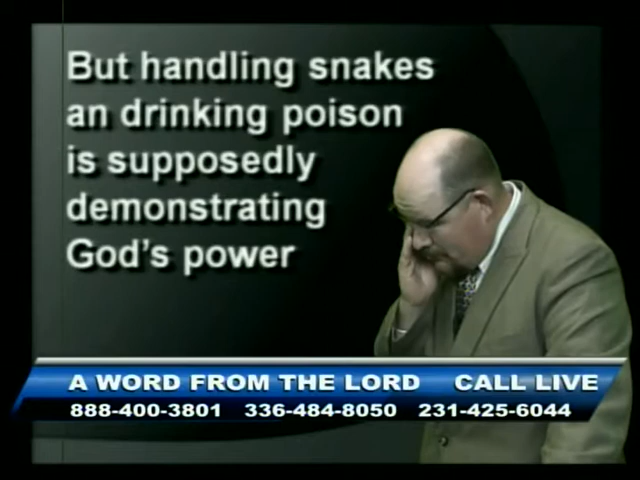 But handling snakes
an drinking poison
is supposedly
demonstrating
God's power
A WORD FROM THE LORD CALL LIVE
888-400-3801 336-484-8050 231-425-6044